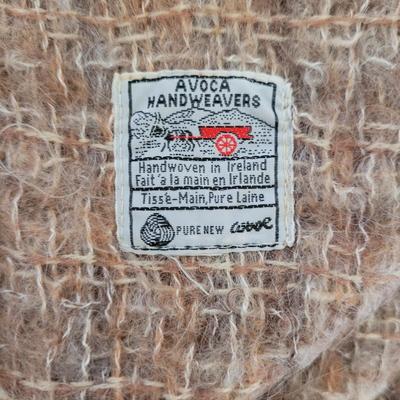 AVOCA
HANDWEAVERS
Handwoven in Ireland
Fait à la main en Irlande
Tissé-Main, Pure Laine
PURE NEW WOOL